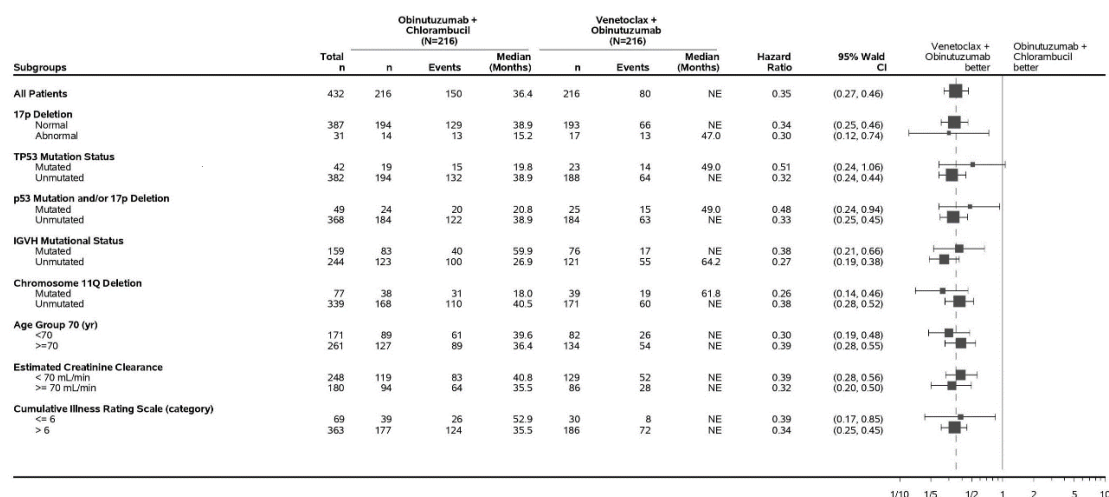 Obinutuzumab + Chlorambucil (N=216) Venetoclax + Obinutuzumab (N=216)
Subgroups Total n n Events Median (Months) n Events Median (Months) Hazard Ratio 95% Wald CI Venetoclax + Obinutuzumab better Obinutuzumab + Chlorambucil better
All Patients 432 216 150 36.4 216 80 NE 0.35 (0.27, 0.46)
17p Deletion
Normal 387 194 129 38.9 193 66 NE 0.34 (0.25, 0.46)
Abnormal 31 14 13 15.2 17 13 47.0 0.30 (0.12, 0.74)
TP53 Mutation Status
Mutated 42 19 15 19.8 23 14 49.0 0.51 (0.24, 1.06)
Unmutated 382 194 132 38.9 188 64 NE 0.32 (0.24, 0.44)
p53 Mutation and/or 17p Deletion
Mutated 49 24 20 20.8 25 15 49.0 0.48 (0.24, 0.94)
Unmutated 368 184 122 38.9 184 63 NE 0.33 (0.25, 0.45)
IGVH Mutational Status
Mutated 159 83 40 59.9 76 17 NE 0.38 (0.21, 0.66)
Unmutated 244 123 100 26.9 121 55 64.2 0.27 (0.19, 0.38)
Chromosome 11Q Deletion
Mutated 77 38 31 18.0 39 19 61.8 0.26 (0.14, 0.46)
Unmutated 339 168 110 40.5 171 60 NE 0.38 (0.28, 0.52)
Age Group 70 (yr)
<70 171 89 61 39.6 82 26 NE 0.30 (0.19, 0.48)
>=70 261 127 89 36.4 134 54 NE 0.39 (0.28, 0.55)
Estimated Creatinine Clearance
< 70 mL/min 248 119 83 40.8 129 52 NE 0.39 (0.28, 0.56)
>= 70 mL/min 180 94 64 35.5 86 28 NE 0.32 (0.20, 0.50)
Cumulative Illness Rating Scale (category)
<= 6 69 39 26 52.9 30 8 NE 0.39 (0.17, 0.85)
> 6 363 177 124 35.5 186 72 NE 0.34 (0.25, 0.45)
1/10 1/5 1/2 1 2 5 10